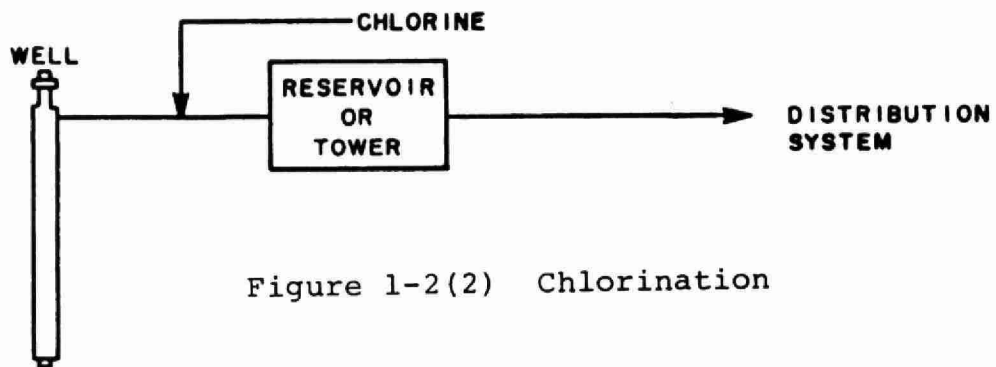 CHLORINE
WELL
RESERVOIR
OR
TOWER
DISTRIBUTION
SYSTEM
Figure 1-2(2) Chlorination